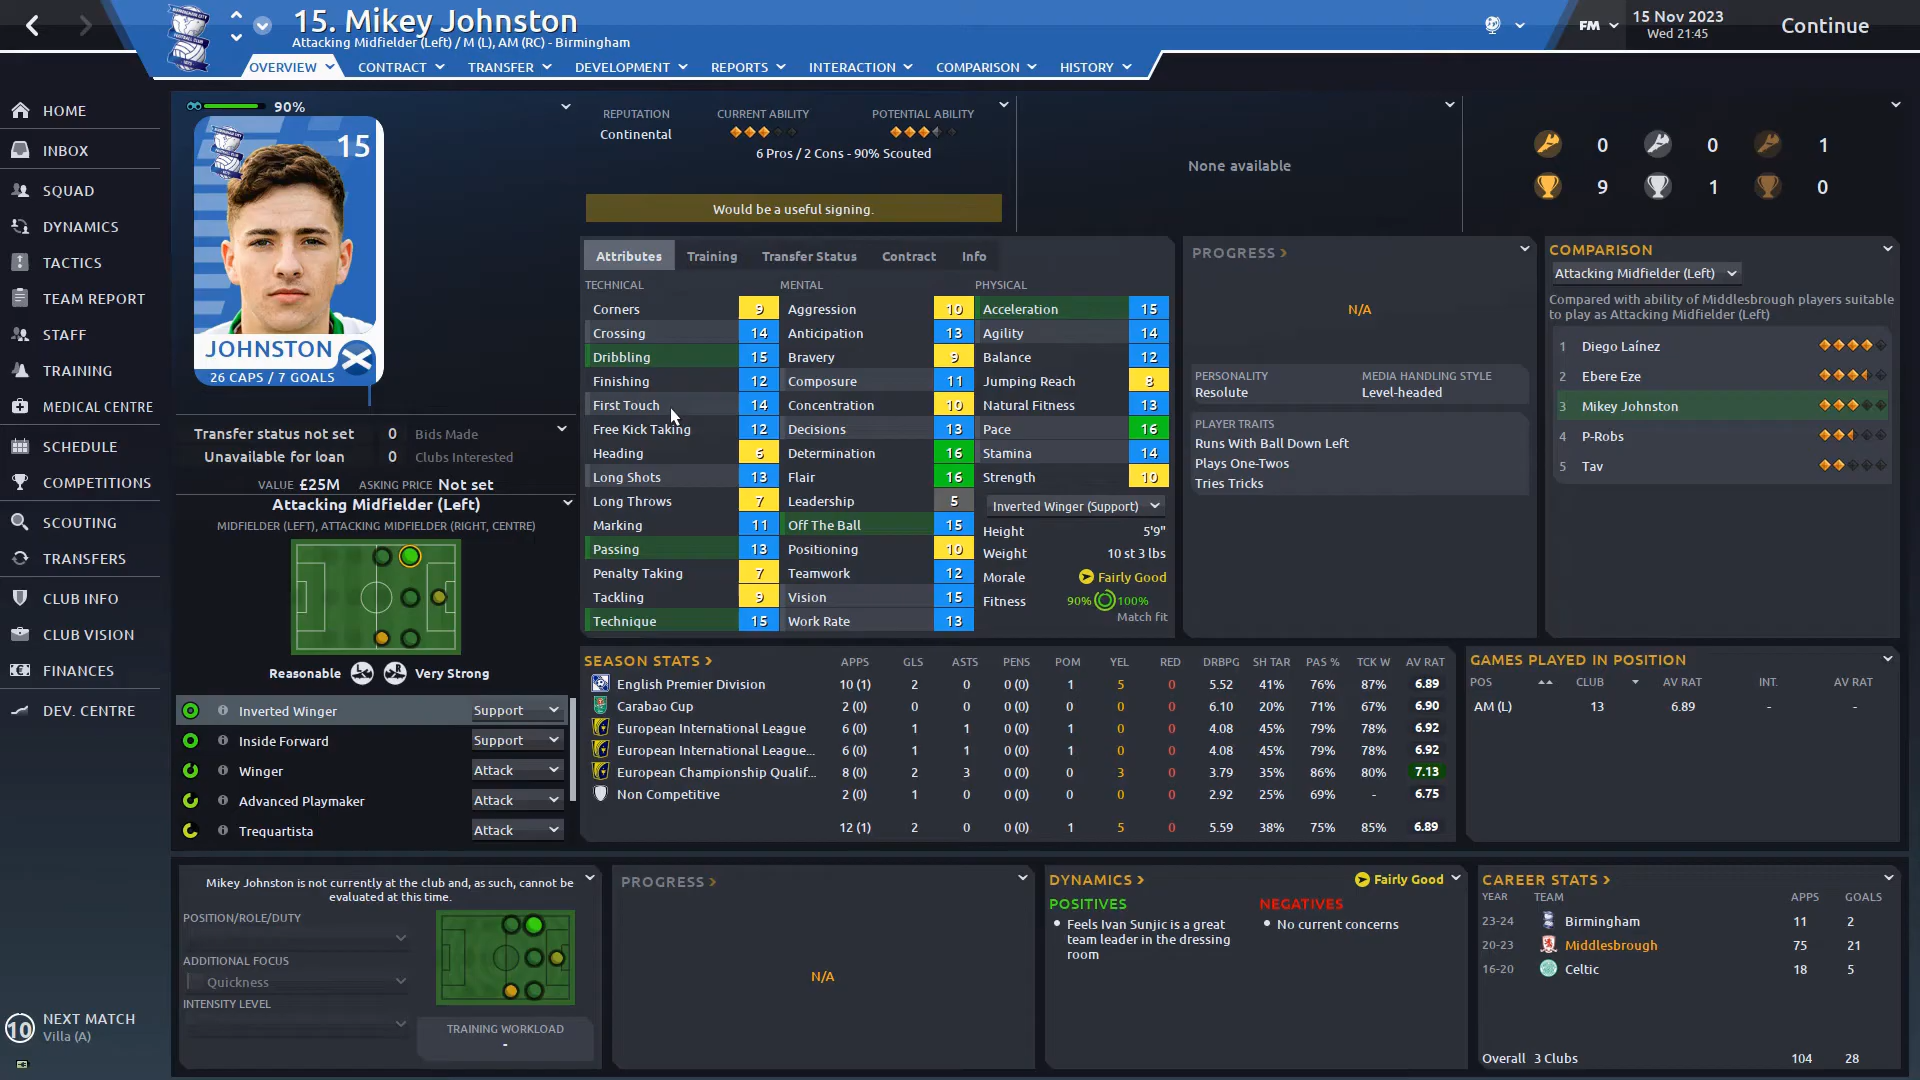 15. Mikey Johnston
Attacking Midfielder (Left) / M (L), AM (RC) - Birmingham
FM
15 Nov 2023
Wed 21:45
Continue
OVERVIEW
CONTRACT
TRANSFER
DEVELOPMENT
REPORTS
INTERACTION
COMPARISON
HISTORY
HOME
INBOX
SQUAD
DYNAMICS
TACTICS
TEAM REPORT
STAFF
TRAINING
MEDICAL CENTRE
SCHEDULE
COMPETITIONS
SCOUTING
TRANSFERS
CLUB INFO
CLUB VISION
FINANCES
DEV. CENTRE
10
NEXT MATCH
Villa (A)
90%
15
JOHNSTON
26 CAPS / 7 GOALS
Transfer status not set 0 Bids Made
Unavailable for loan 0 Clubs Interested
VALUE £25M ASKING PRICE Not set
Attacking Midfielder (Left)
MIDFIELDER (LEFT), ATTACKING MIDFIELDER (RIGHT, CENTRE)
Reasonable L R Very Strong
Inverted Winger Support
Inside Forward Support
Winger Attack
Advanced Playmaker Attack
Trequartista Attack
REPUTATION CURRENT ABILITY POTENTIAL ABILITY
Continental
6 Pros / 2 Cons - 90% Scouted
Would be a useful signing.
None available
0 0 1
9 1 0
Attributes Training Transfer Status Contract Info
TECHNICAL MENTAL PHYSICAL
Corners 9 Aggression 10 Acceleration 15
Crossing 14 Anticipation 13 Agility 14
Dribbling 15 Bravery 9 Balance 12
Finishing 12 Composure 11 Jumping Reach 8
First Touch 14 Concentration 10 Natural Fitness 13
Free Kick Taking 12 Decisions 13 Pace 16
Heading 6 Determination 16 Stamina 14
Long Shots 13 Flair 16 Strength 10
Long Throws 7 Leadership 5 Inverted Winger (Support)
Marking 11 Off The Ball 15 Height 5'9"
Passing 13 Positioning 10 Weight 10 st 3 lbs
Penalty Taking 7 Teamwork 12 Morale Fairly Good
Tackling 9 Vision 15 Fitness 90% 100%
Technique 15 Work Rate 13 Match fit
PROGRESS >
N/A
PERSONALITY MEDIA HANDLING STYLE
Resolute Level-headed
PLAYER TRAITS
Runs With Ball Down Left
Plays One-Twos
Tries Tricks
COMPARISON
Attacking Midfielder (Left)
Compared with ability of Middlesbrough players suitable
to play as Attacking Midfielder (Left)
1 Diego Laínez
2 Ebere Eze
3 Mikey Johnston
4 P-Robs
5 Tav
SEASON STATS > APPS GLS ASTS PENS POM YEL RED DRBPG SH TAR PAS % TCK W AV RAT
English Premier Division 10 (1) 2 0 0 (0) 1 5 0 5.52 41% 76% 87% 6.89
Carabao Cup 2 (0) 0 0 0 (0) 0 0 0 6.10 20% 71% 67% 6.90
European International League 6 (0) 1 1 0 (0) 1 0 0 4.08 45% 79% 78% 6.92
European International League... 6 (0) 1 1 0 (0) 1 0 0 4.08 45% 79% 78% 6.92
European Championship Qualif... 8 (0) 2 3 0 (0) 0 3 0 3.79 35% 86% 80% 7.13
Non Competitive 2 (0) 1 0 0 (0) 0 0 0 2.92 25% 69% - 6.75
12 (1) 2 0 0 (0) 1 5 0 5.59 38% 75% 85% 6.89
GAMES PLAYED IN POSITION
POS CLUB AV RAT INT. AV RAT
AM (L) 13 6.89 - -
Mikey Johnston is not currently at the club and, as such, cannot be
evaluated at this time.
POSITION/ROLE/DUTY
ADDITIONAL FOCUS
Quickness
INTENSITY LEVEL
TRAINING WORKLOAD
-
PROGRESS >
N/A
DYNAMICS > Fairly Good
POSITIVES
Feels Ivan Sunjic is a great
team leader in the dressing
room
NEGATIVES
No current concerns
CAREER STATS >
YEAR TEAM APPS GOALS
23-24 Birmingham 11 2
20-23 Middlesbrough 75 21
16-20 Celtic 18 5
Overall 3 Clubs 104 28